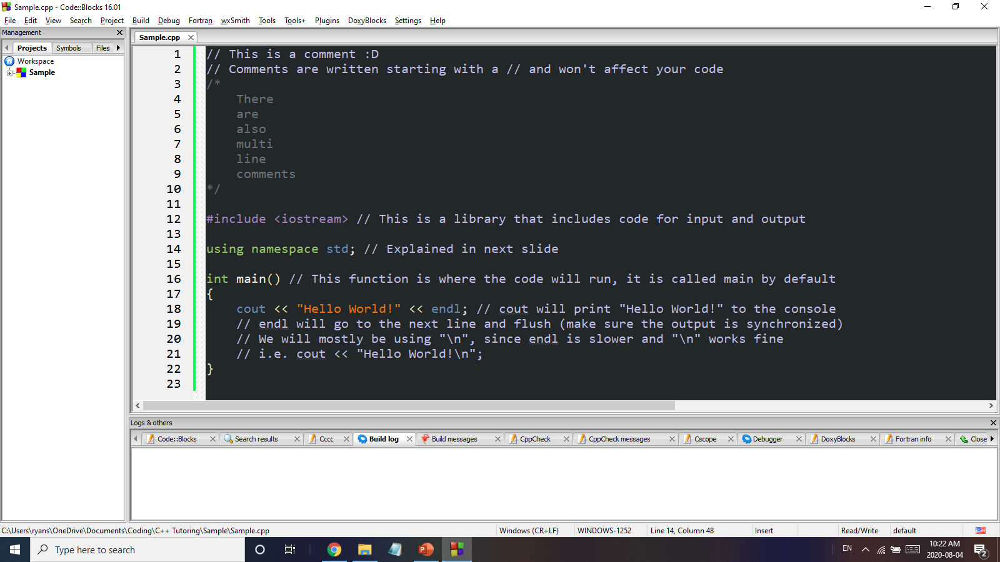 Sample.cpp - Code::Blocks 16.01
File Edit View Search Project Build Debug Fortran wxSmith Tools Tools+ Plugins DoxyBlocks Settings Help
Management
Projects Symbols Files
Workspace
Sample
Sample.cpp
1 // This is a comment :D
2 // Comments are written starting with a // and won't affect your code
3 /*
4     There
5     are
6     also
7     multi
8     line
9     comments
10 */
11
12 #include <iostream> // This is a library that includes code for input and output
13
14 using namespace std; // Explained in next slide
15
16 int main() // This function is where the code will run, it is called main by default
17 {
18     cout << "Hello World!" << endl; // cout will print "Hello World!" to the console
19     // endl will go to the next line and flush (make sure the output is synchronized)
20     // We will mostly be using "\n", since endl is slower and "\n" works fine
21     // i.e. cout << "Hello World!\n";
22 }
23
Logs & others
Code::Blocks Search results Cccc Build log Build messages CppCheck CppCheck messages Cscope Debugger DoxyBlocks Fortran info Close
C:\Users\ryans\OneDrive\Documents\Coding\C++ Tutoring\Sample\Sample.cpp Windows (CR+LF) WINDOWS-1252 Line 14, Column 48 Insert Read/Write default
Type here to search
EN
10:22 AM
2020-08-04
2